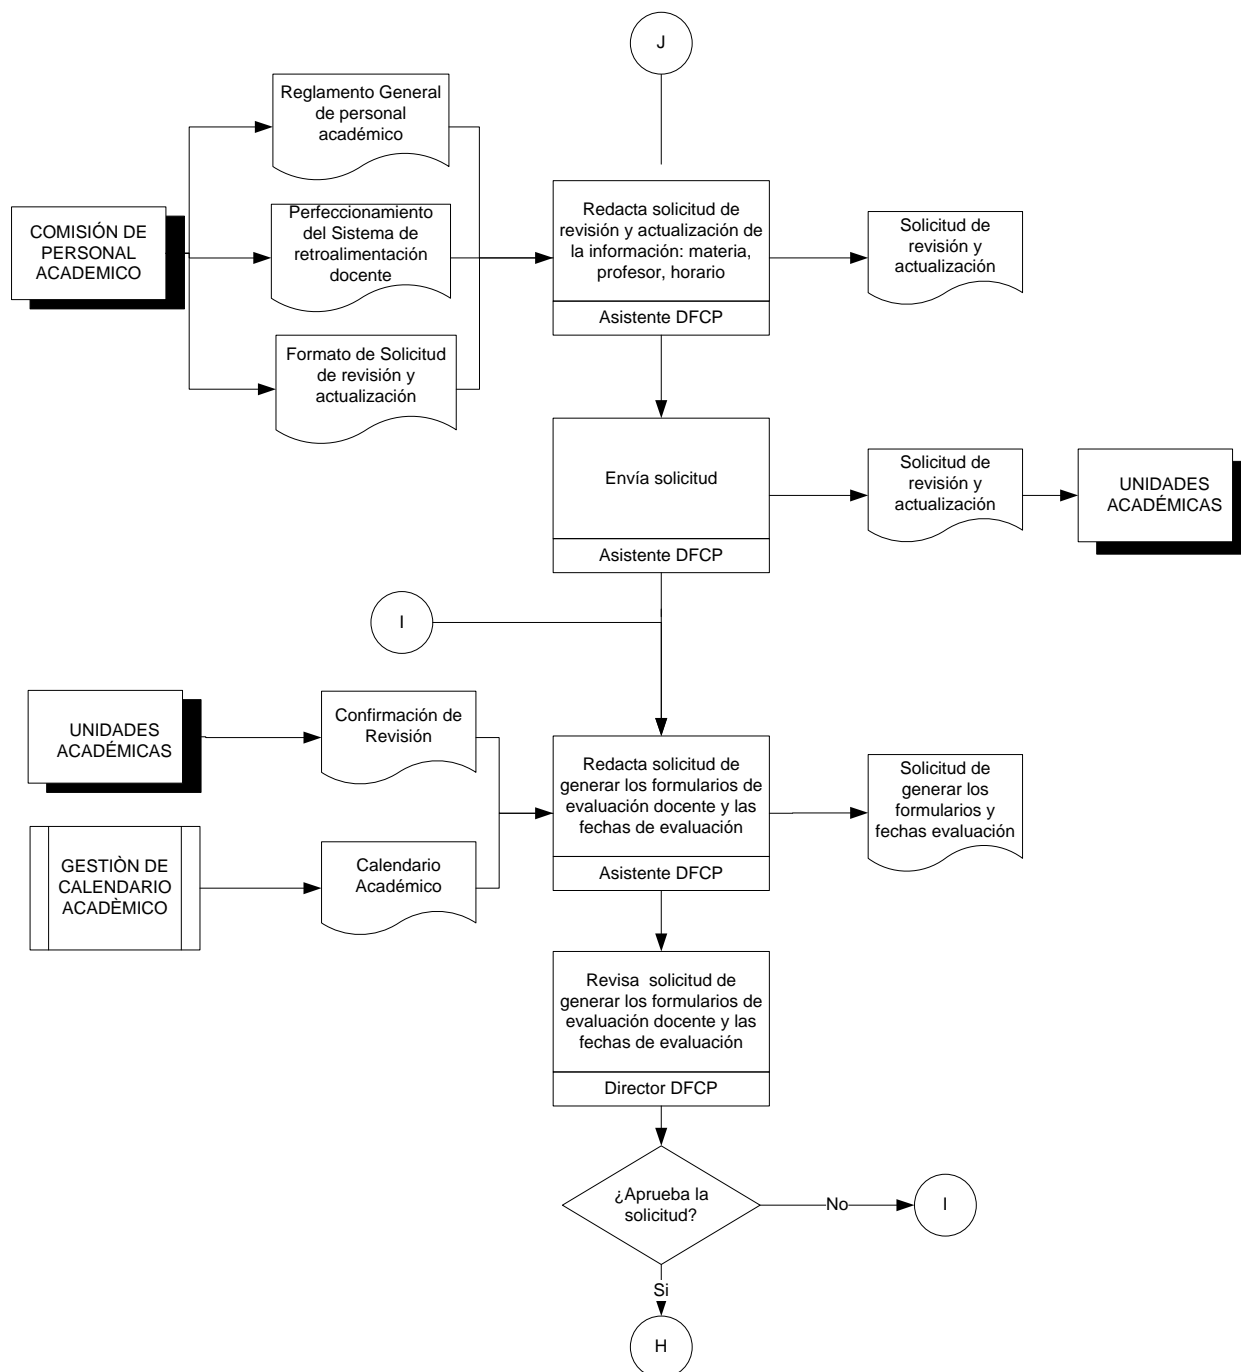 J
Reglamento General
de personal
académico
COMISIÓN DE
PERSONAL
ACADEMICO
Perfeccionamiento
del Sistema de
retroalimentación
docente
Formato de Solicitud
de revisión y
actualización
Redacta solicitud de
revisión y actualización de
la información: materia,
profesor, horario
Asistente DFCP
Solicitud de
revisión y
actualización
Envía solicitud
Asistente DFCP
Solicitud de
revisión y
actualización
UNIDADES
ACADÉMICAS
I
UNIDADES
ACADÉMICAS
Confirmación de
Revisión
GESTIÒN DE
CALENDARIO
ACADÈMICO
Calendario
Académico
Redacta solicitud de
generar los formularios de
evaluación docente y las
fechas de evaluación
Asistente DFCP
Solicitud de
generar los
formularios y
fechas evaluación
Revisa solicitud de
generar los formularios de
evaluación docente y las
fechas de evaluación
Director DFCP
¿Aprueba la
solicitud?
No
I
Si
H